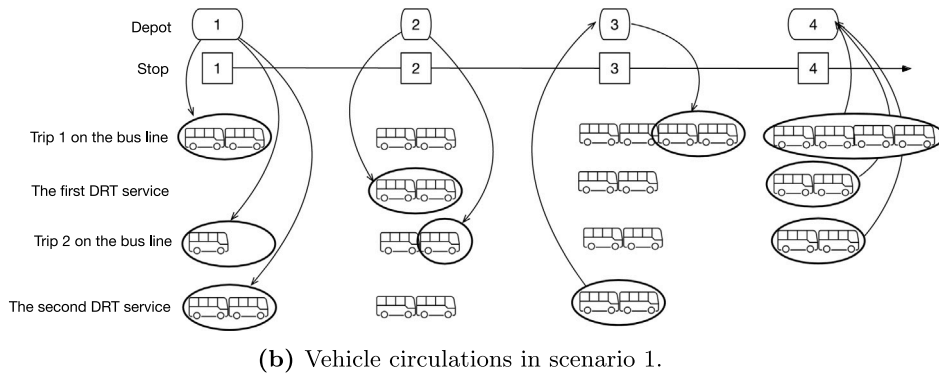 Depot 1 2 3 4
Stop 1 2 3 4
Trip 1 on the bus line
The first DRT service
Trip 2 on the bus line
The second DRT service
(b) Vehicle circulations in scenario 1.